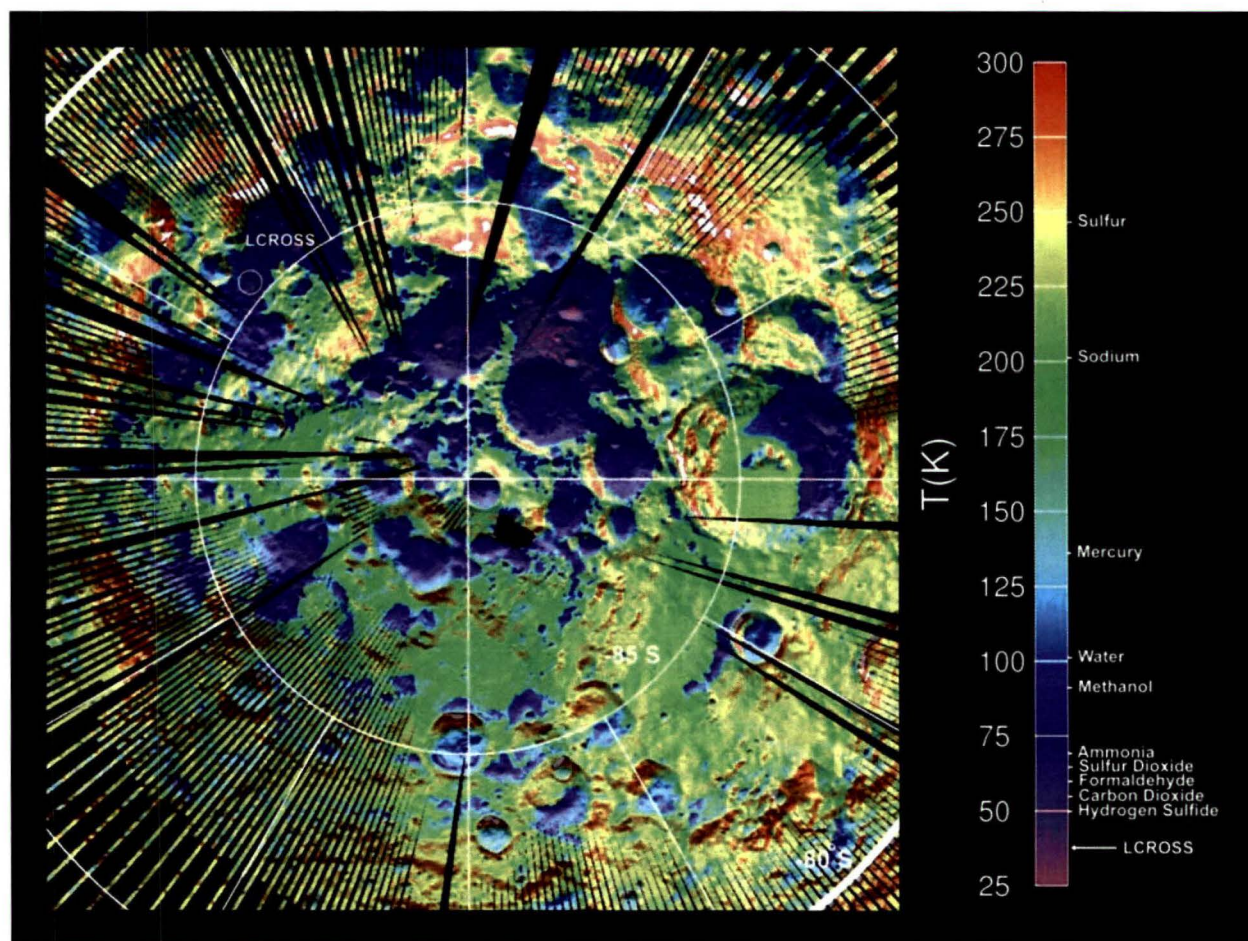 LCROSS
-85 S
-80°S
T(K)
300
275
250
225
200
175
150
125
100
75
50
25
Sulfur
Sodium
Mercury
Water
Methanol
Ammonia
Sulfur Dioxide
Formaldehyde
Carbon Dioxide
Hydrogen Sulfide
LCROSS